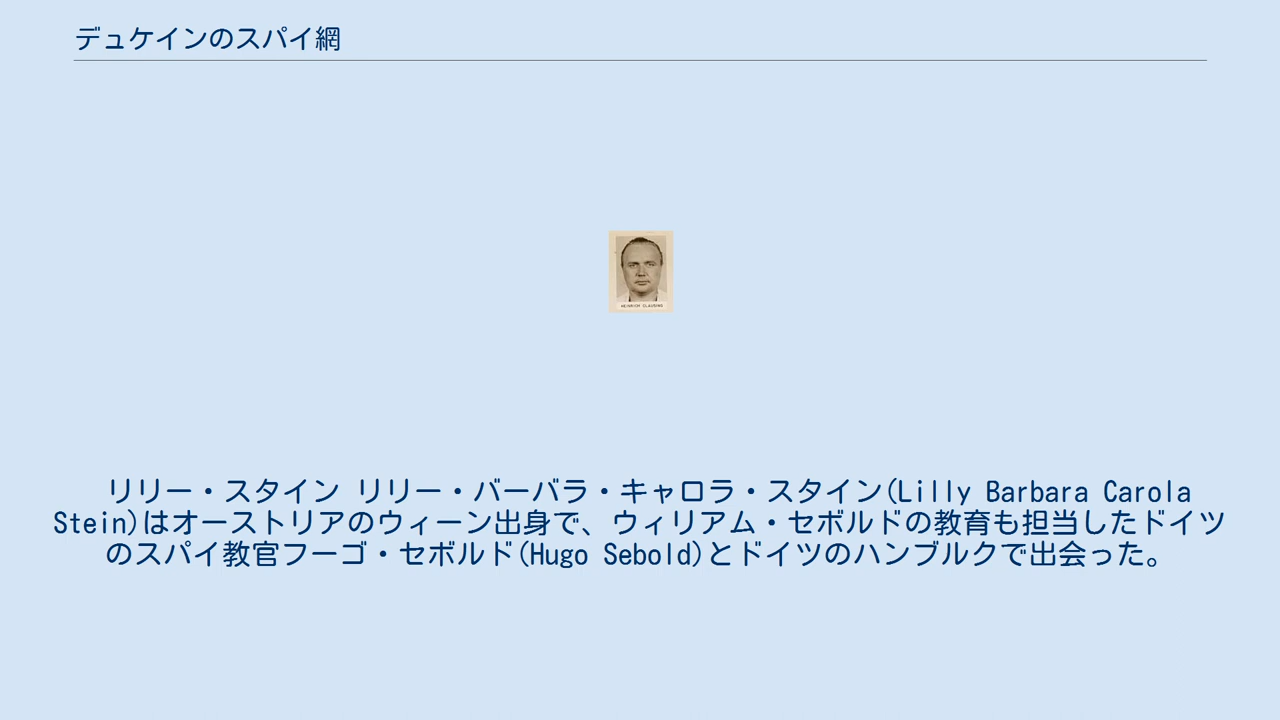 デュケインのスパイ網
HEINRICH CLAUSING
リリー・スタイン リリー・バーバラ・キャロラ・スタイン(Lilly Barbara Carola
Stein)はオーストリアのウィーン出身で、ウィリアム・セボルドの教育も担当したドイツ
のスパイ教官フーゴ・セボルド(Hugo Sebold)とドイツのハンブルクで出会った。